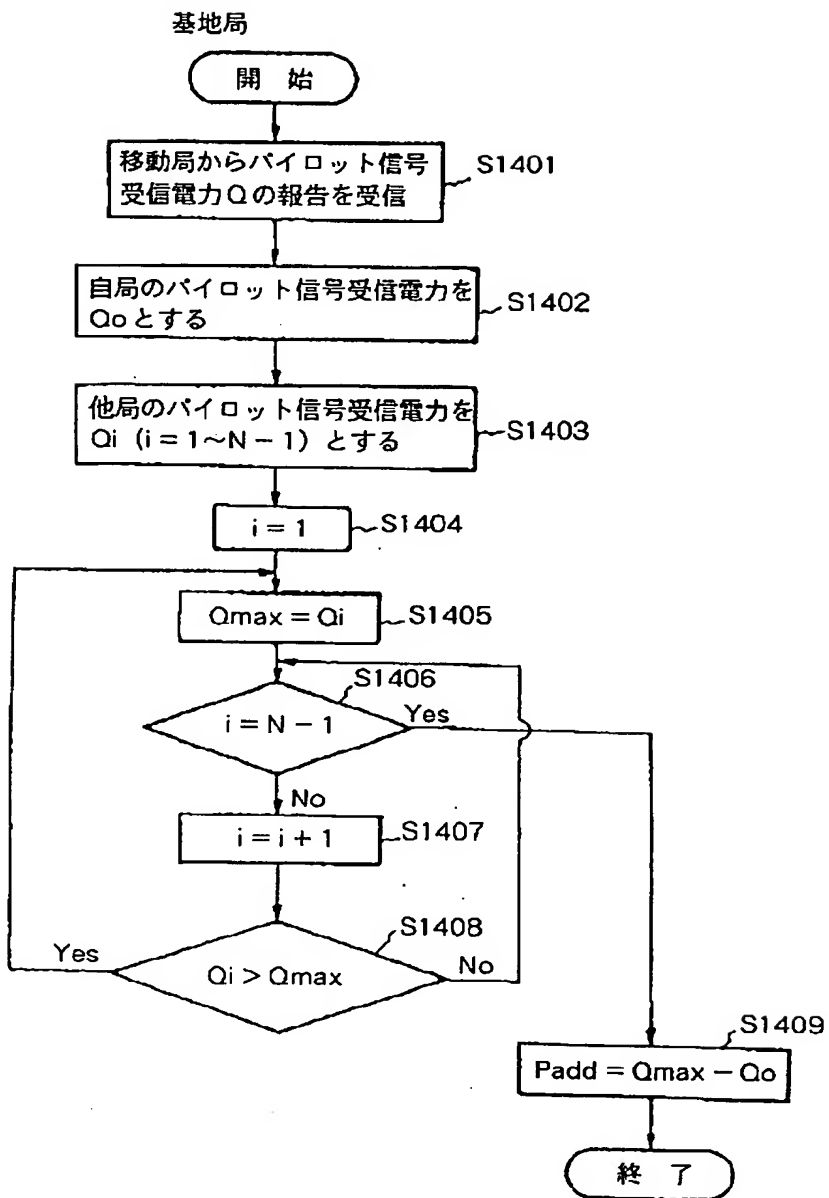 基地局
開 始
移動局からパイロット信号
受信電力Qの報告を受信
S1401
自局のパイロット信号受信電力を
Qoとする
S1402
他局のパイロット信号受信電力を
Qi（i＝1～N－1）とする
S1403
i = 1
S1404
Qmax = Qi
S1405
S1406
i = N − 1
Yes
No
i = i + 1
S1407
S1408
Yes
Qi > Qmax
No
S1409
Padd = Qmax − Qo
終 了